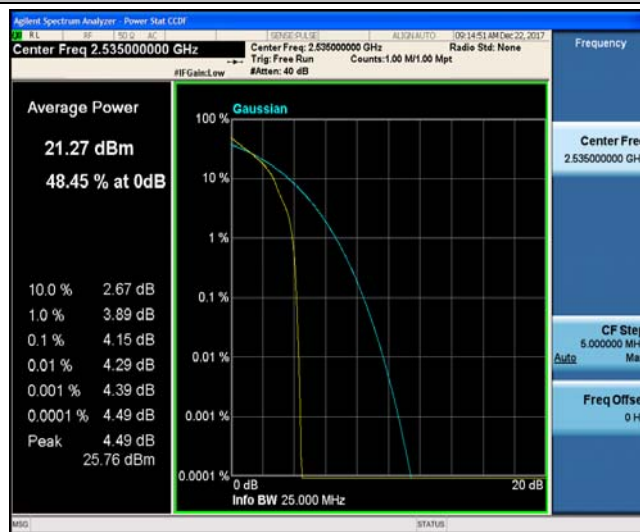 Agilent Spectrum Analyzer - Power Stat CCDF
RL RF 50 Ω AC SENSE:PULSE ALIGN AUTO 09:14:51 AM Dec 22, 2017
Center Freq 2.535000000 GHz
Center Freq: 2.535000000 GHz Radio Std: None
Trig: Free Run Counts:1.00 M/1.00 Mpt
#IFGain:Low #Atten: 40 dB
Average Power
21.27 dBm
48.45 % at 0dB
10.0 % 2.67 dB
1.0 % 3.89 dB
0.1 % 4.15 dB
0.01 % 4.29 dB
0.001 % 4.39 dB
0.0001 % 4.49 dB
Peak 4.49 dB
25.76 dBm
Gaussian
100 %
10 %
1 %
0.1 %
0.01 %
0.001 %
0.0001 %
0 dB 20 dB
Info BW 25.000 MHz
Frequency
Center Fre
2.535000000 GH
CF Ste
5.000000 MH
Auto Ma
Freq Offse
0 H
MSG STATUS